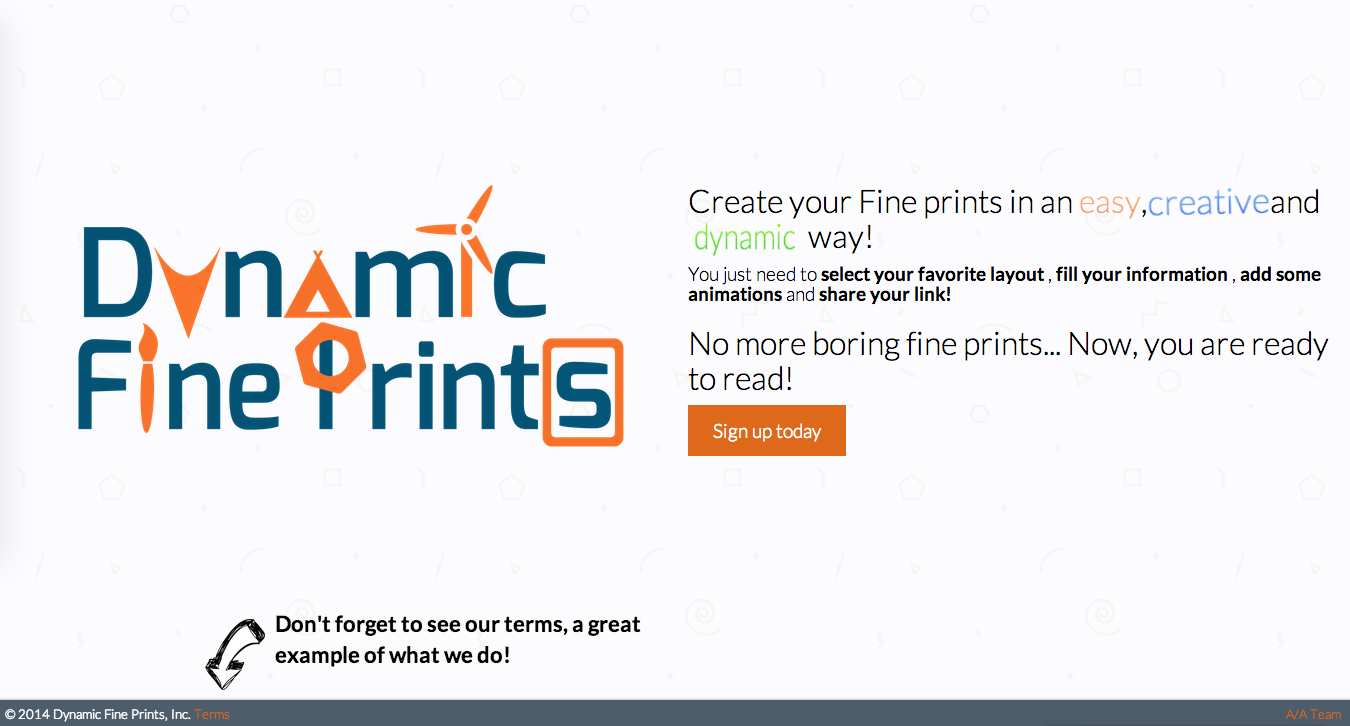 Dynamic
Fine Prints
Create your Fine prints in an easy,creativeand
dynamic way!
You just need to select your favorite layout , fill your information , add some
animations and share your link!
No more boring fine prints... Now, you are ready
to read!
Sign up today
Don't forget to see our terms, a great
example of what we do!
© 2014 Dynamic Fine Prints, Inc. Terms
A/A Team